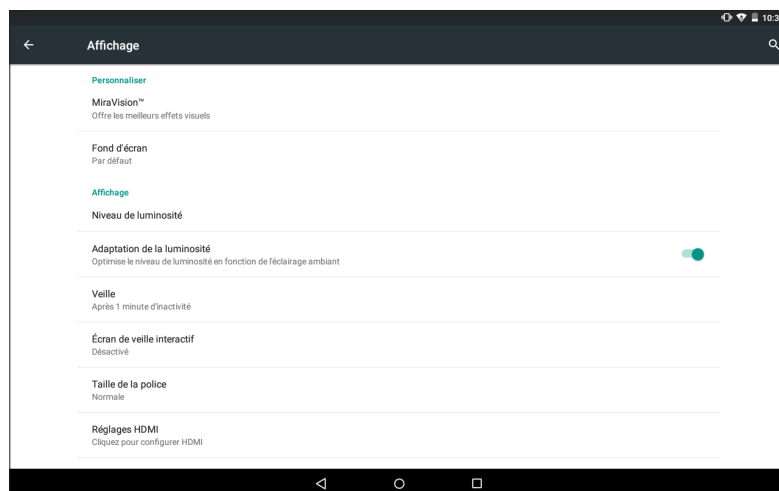 10:3
Affichage
Personnaliser
MiraVision™
Offre les meilleurs effets visuels
Fond d'écran
Par défaut
Affichage
Niveau de luminosité
Adaptation de la luminosité
Optimise le niveau de luminosité en fonction de l'éclairage ambiant
Veille
Après 1 minute d'inactivité
Écran de veille interactif
Désactivé
Taille de la police
Normale
Réglages HDMI
Cliquez pour configurer HDMI